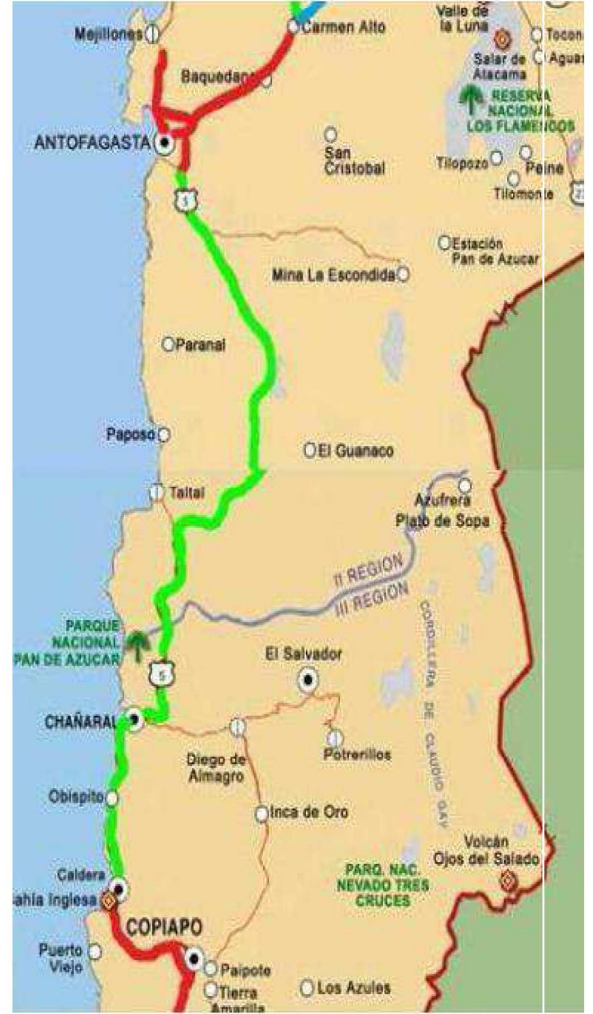 Valle de
la Luna
Mejillones
Carmen Alto
Tocon
Salar de
Atacama
Aguas
Baquedano
RESERVA
NACIONAL
LOS FLAMENCOS
ANTOFAGASTA
San
Cristobal
Tilopozo
Peine
Tilomonte
5
Estación
Pan de Azucar
Mina La Escondida
Paranal
Paposo
El Guanaco
Taltal
Azufrera
Plato de Sopa
II REGION
III REGION
PARQUE
NACIONAL
PAN DE AZUCAR
CORDILLERA DE CLAUDIO GAY
El Salvador
5
CHAÑARAL
Diego de
Almagro
Potrerillos
Obispito
Inca de Oro
Volcán
Ojos del Salado
Caldera
PARQ. NAC.
NEVADO TRES
CRUCES
ahia Inglesa
COPIAPO
Puerto
Viejo
Paipote
Tierra
Amarilla
Los Azules